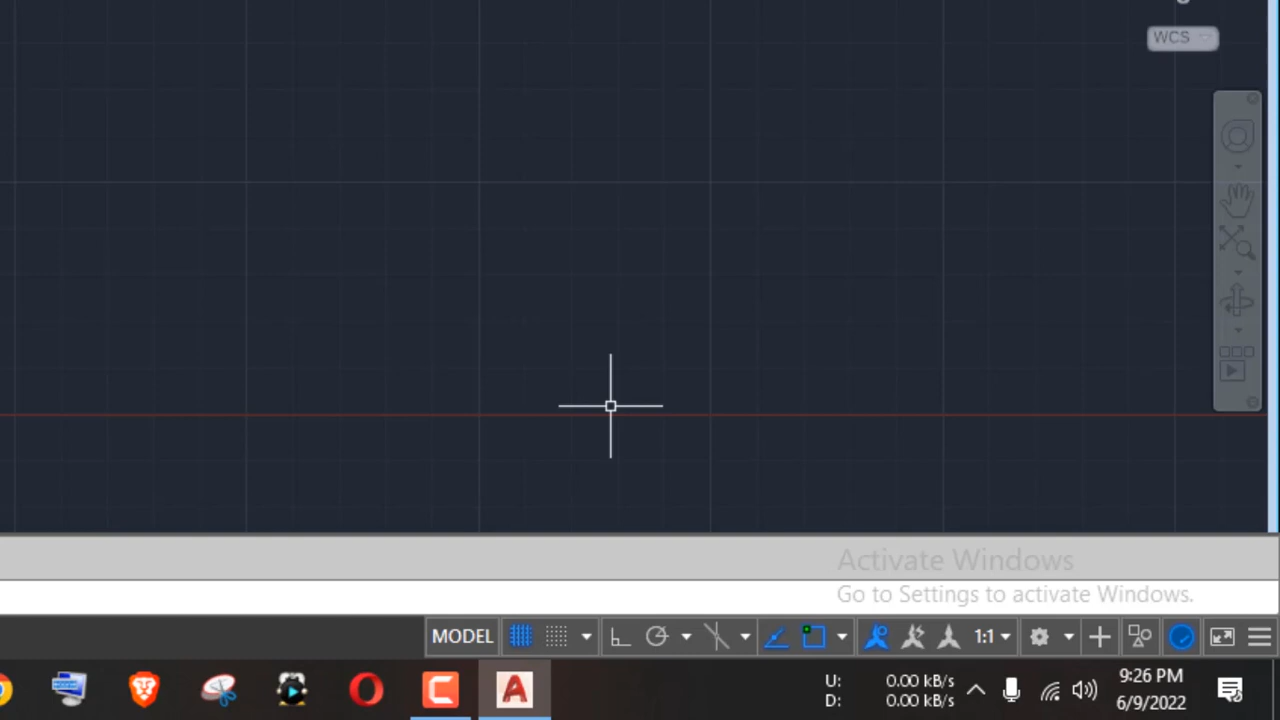 WCS
Activate Windows
Go to Settings to activate Windows.
MODEL
1:1
U: 0.00 kB/s
D: 0.00 kB/s
9:26 PM
6/9/2022